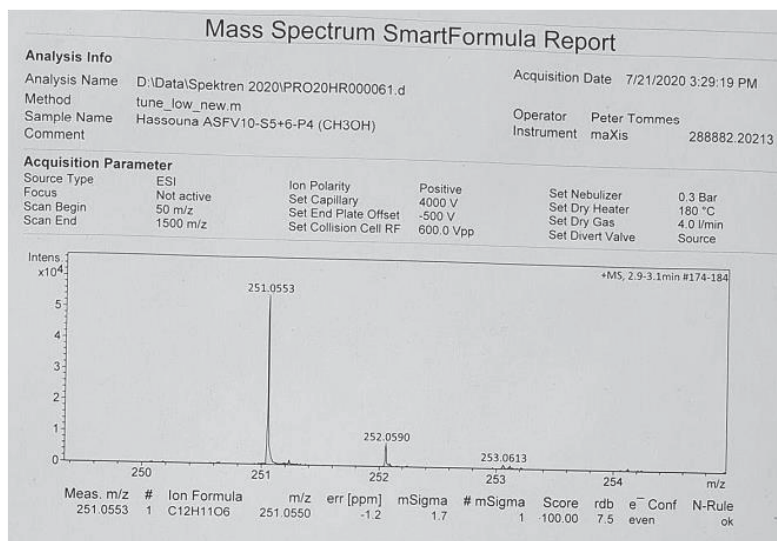 Mass Spectrum SmartFormula Report
Analysis Info
Analysis Name D:\Data\Spektren 2020\PRO20HR000061.d
Acquisition Date 7/21/2020 3:29:19 PM
Method tune_low_new.m
Operator Peter Tommes
Sample Name Hassouna ASFV10-S5+6-P4 (CH3OH)
Instrument maXis 288882.20213
Comment
Acquisition Parameter
Source Type ESI Ion Polarity Positive Set Nebulizer 0.3 Bar
Focus Not active Set Capillary 4000 V Set Dry Heater 180 °C
Scan Begin 50 m/z Set End Plate Offset -500 V Set Dry Gas 4.0 l/min
Scan End 1500 m/z Set Collision Cell RF 600.0 Vpp Set Divert Valve Source
Intens.
x10⁴
+MS, 2.9-3.1min #174-184
251.0553
5
4
3
2
252.0590
1
253.0613
0
250 251 252 253 254 m/z
Meas. m/z # Ion Formula m/z err [ppm] mSigma # mSigma Score rdb e⁻ Conf N-Rule
251.0553 1 C12H11O6 251.0550 -1.2 1.7 1 100.00 7.5 even ok